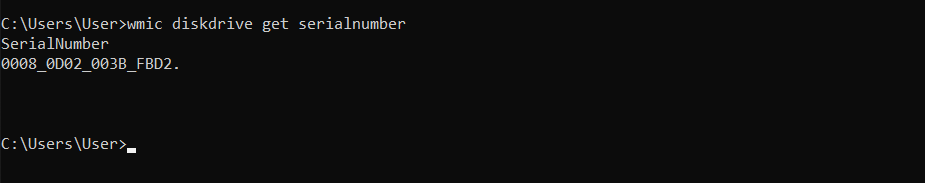 C:\Users\User>wmic diskdrive get serialnumber
SerialNumber
0008_0D02_003B_FBD2.
C:\Users\User>